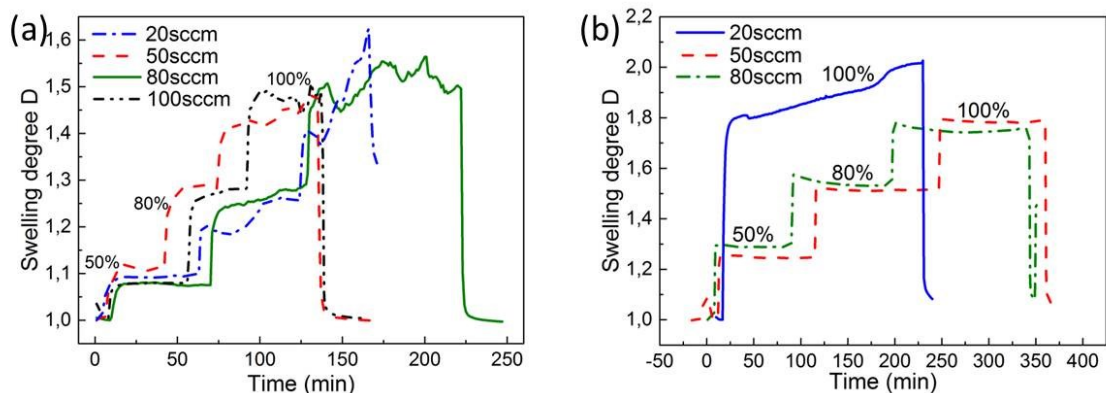 (a)
Swelling degree D
1,6
1,5
1,4
1,3
1,2
1,1
1,0
20sccm
50sccm
80sccm
100sccm
50%
80%
100%
0 50 100 150 200 250
Time (min)
(b)
Swelling degree D
2,2
2,0
1,8
1,6
1,4
1,2
1,0
20sccm
50sccm
80sccm
100%
50%
80%
100%
-50 0 50 100 150 200 250 300 350 400
Time (min)